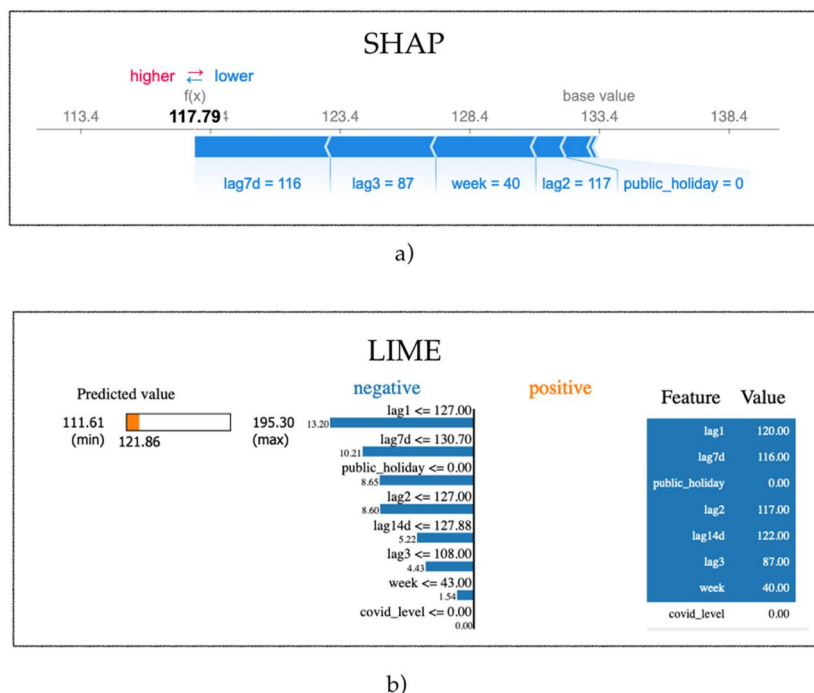 SHAP
higher ⇄ lower
f(x) base value
113.4 117.79 123.4 128.4 133.4 138.4
lag7d = 116 lag3 = 87 week = 40 lag2 = 117 public_holiday = 0
a)
LIME
Predicted value
111.61 (min)
121.86
195.30 (max)
negative positive
lag1 <= 127.00
13.20
lag7d <= 130.70
10.21
public_holiday <= 0.00
8.65
lag2 <= 127.00
8.60
lag14d <= 127.88
5.22
lag3 <= 108.00
4.43
week <= 43.00
1.54
covid_level <= 0.00
0.00
Feature Value
lag1 120.00
lag7d 116.00
public_holiday 0.00
lag2 117.00
lag14d 122.00
lag3 87.00
week 40.00
covid_level 0.00
b)